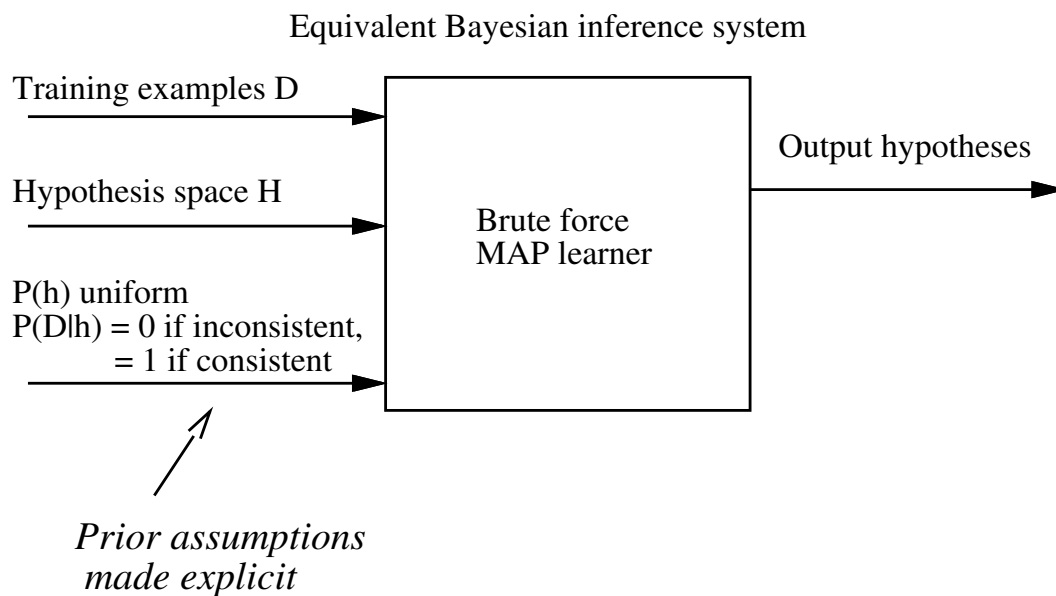 Equivalent Bayesian inference system
Training examples D
Output hypotheses
Hypothesis space H
Brute force
MAP learner
P(h) uniform
P(D|h) = 0 if inconsistent,
= 1 if consistent
Prior assumptions
made explicit